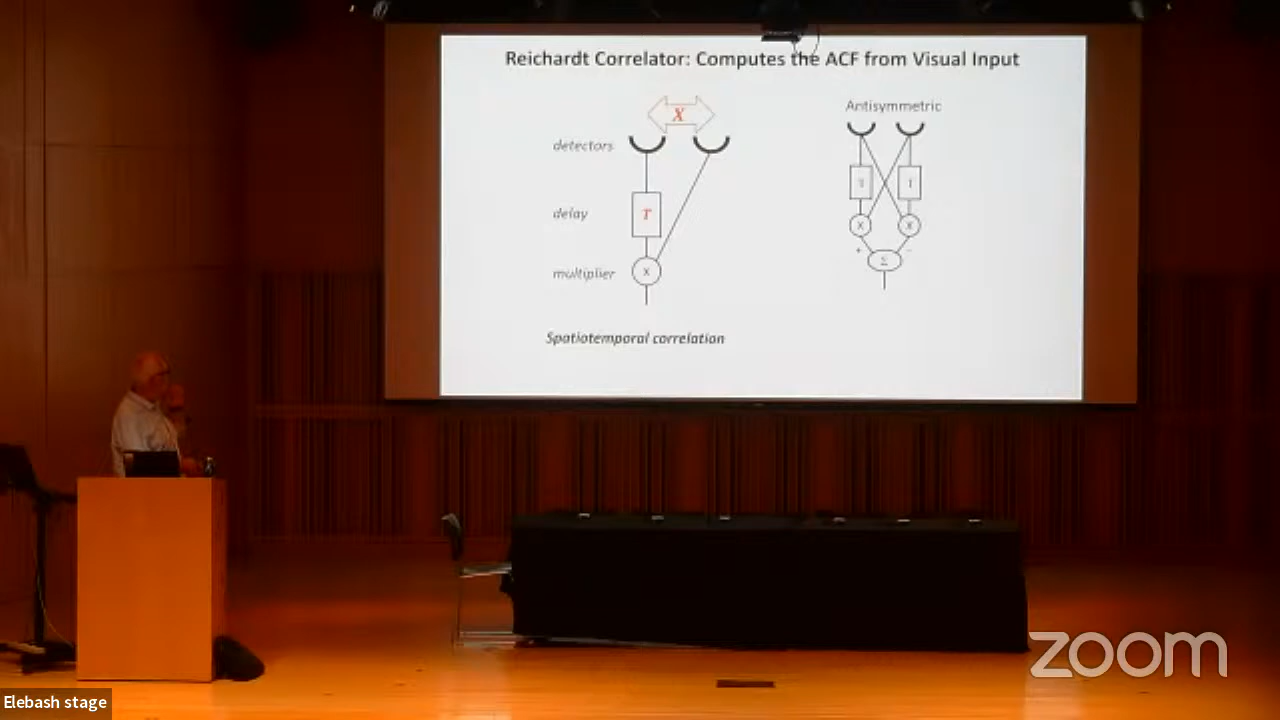 Reichardt Correlator: Computes the ACF from Visual Input
X
Antisymmetric
detectors
delay
T
multiplier
X
X
X
+
Σ
Spatiotemporal correlation
zoom
Elebash stage